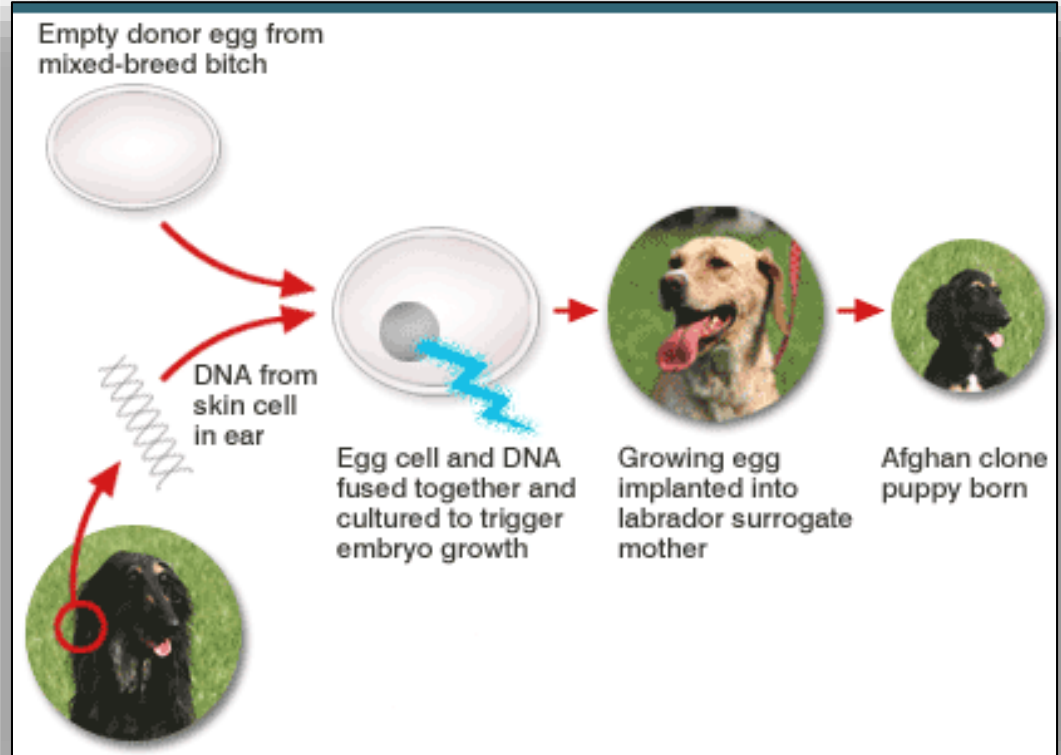 Empty donor egg from
mixed-breed bitch
DNA from
skin cell
in ear
Egg cell and DNA
fused together and
cultured to trigger
embryo growth
Growing egg
implanted into
labrador surrogate
mother
Afghan clone
puppy born